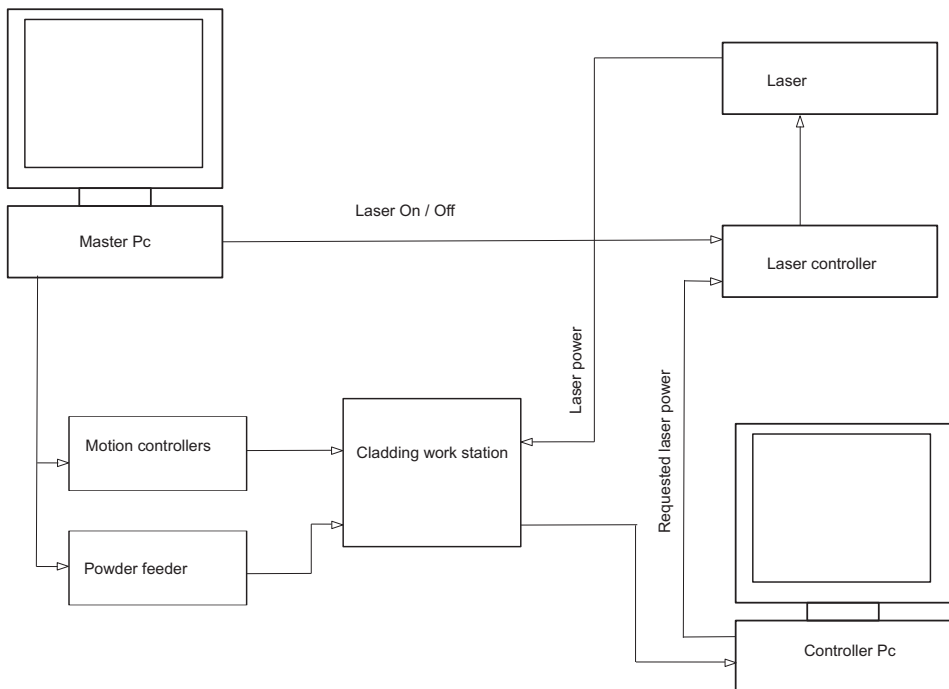 Laser
Laser On / Off
Master Pc
Laser controller
Laser power
Requested laser power
Motion controllers
Cladding work station
Powder feeder
Controller Pc